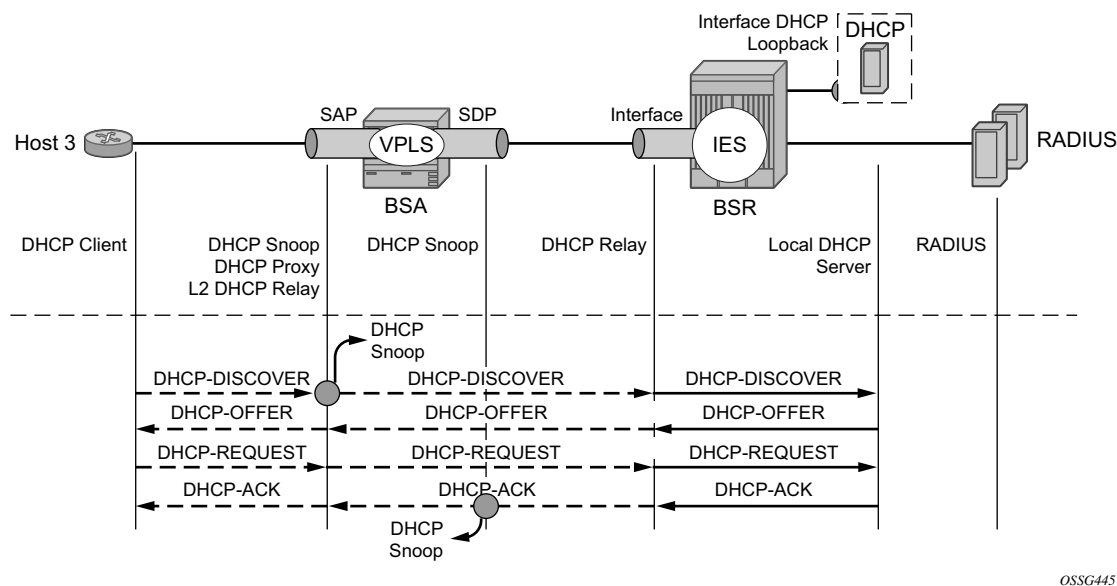 Interface DHCP
Loopback
DHCP
SAP
SDP
Interface
Host 3
VPLS
IES
RADIUS
BSA
BSR
DHCP Client
DHCP Snoop
DHCP Proxy
L2 DHCP Relay
DHCP Snoop
DHCP Relay
Local DHCP
Server
RADIUS
DHCP
Snoop
DHCP-DISCOVER
DHCP-DISCOVER
DHCP-DISCOVER
DHCP-OFFER
DHCP-OFFER
DHCP-OFFER
DHCP-REQUEST
DHCP-REQUEST
DHCP-REQUEST
DHCP-ACK
DHCP-ACK
DHCP-ACK
DHCP
Snoop
OSSG445